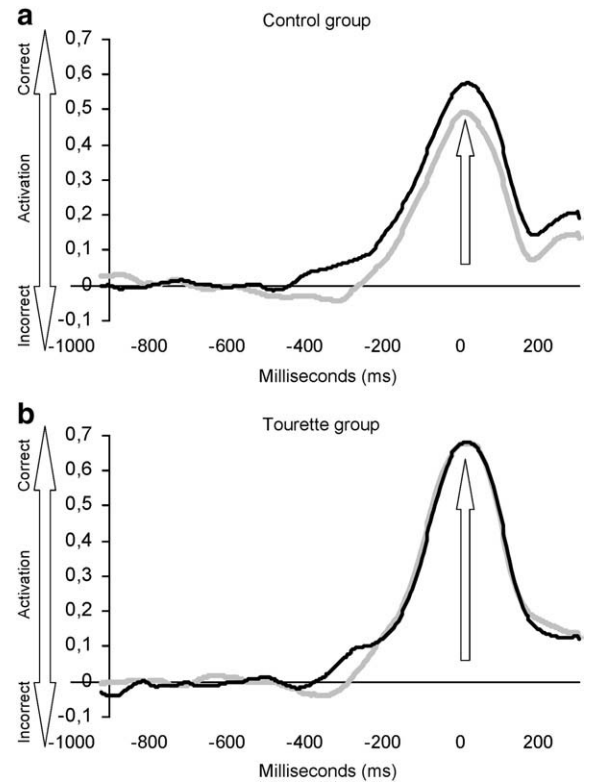 a
Control group
Correct
Activation
Incorrect
0,7
0,6
0,5
0,4
0,3
0,2
0,1
0
-0,1
-1000 -800 -600 -400 -200 0 200
Milliseconds (ms)
b
Tourette group
Correct
Activation
Incorrect
0,7
0,6
0,5
0,4
0,3
0,2
0,1
0
-0,1
-1000 -800 -600 -400 -200 0 200
Milliseconds (ms)